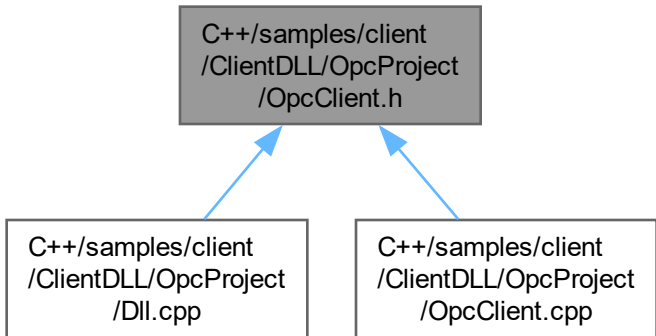 C++/samples/client
/ClientDLL/OpcProject
/OpcClient.h
C++/samples/client
/ClientDLL/OpcProject
/Dll.cpp
C++/samples/client
/ClientDLL/OpcProject
/OpcClient.cpp